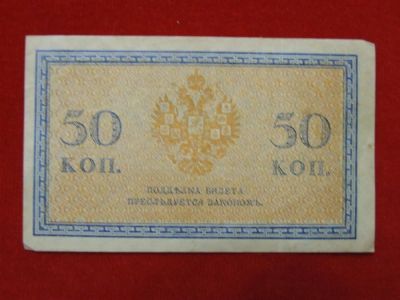 50 50
КОП. КОП.
ПОДДѢЛКА БИЛЕТА
ПРЕСЛѢДУЕТСЯ ЗАКОНОМЪ.